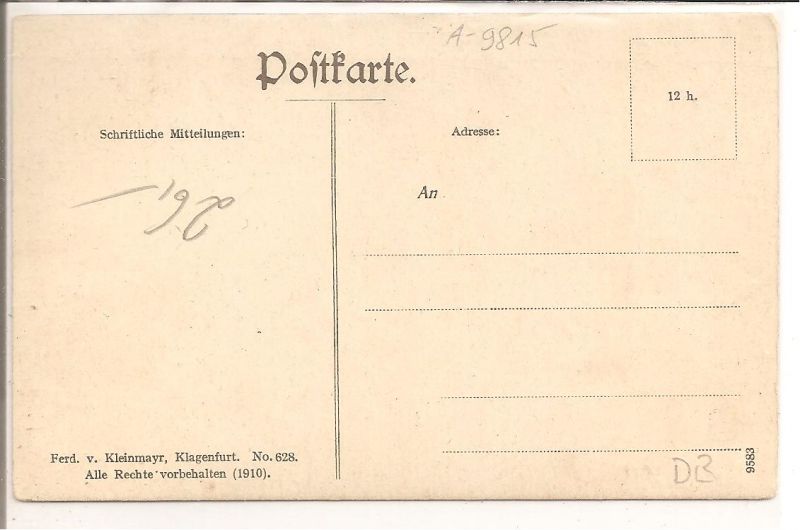 A-9815
Postkarte.
12 h.
Schriftliche Mitteilungen:
Adresse:
An
Ferd. v. Kleinmayr, Klagenfurt. No. 628.
Alle Rechte vorbehalten (1910).
DB
9583